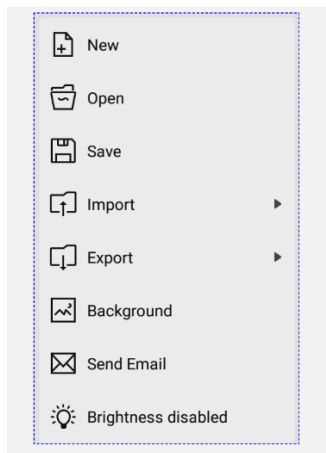 New
Open
Save
Import
Export
Background
Send Email
Brightness disabled